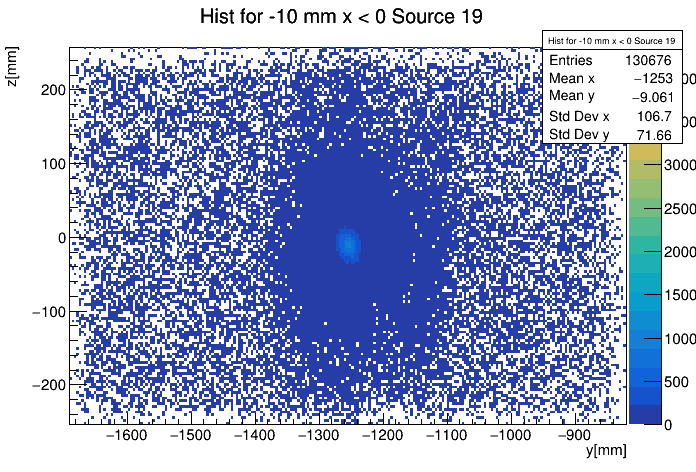 Hist for -10 mm x < 0 Source 19
Hist for -10 mm x < 0 Source 19
Entries 130676
Mean x −1253
Mean y −9.061
Std Dev x 106.7
Std Dev y 71.66
z[mm]
200
100
0
−100
−200
−1600 −1500 −1400 −1300 −1200 −1100 −1000 −900
y[mm]
3000
2500
2000
1500
1000
500
0